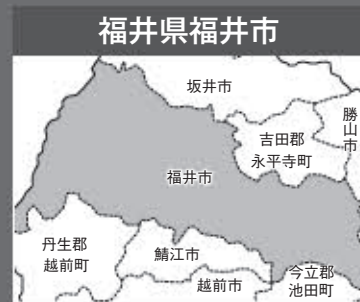 福井県福井市
坂井市
勝山市
吉田郡
永平寺町
福井市
丹生郡
越前町
鯖江市
越前市
今立郡
池田町